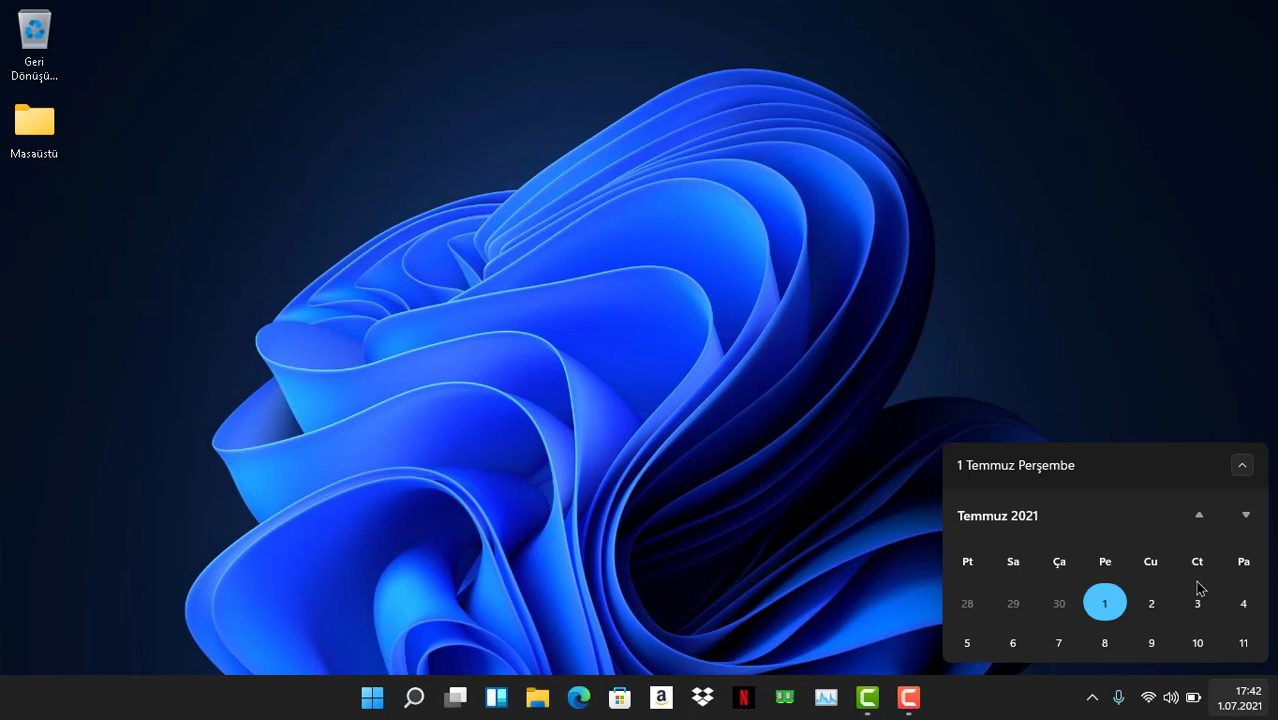 Geri
Dönüşü...
Masaüstü
1 Temmuz Perşembe
Temmuz 2021
Pt Sa Ça Pe Cu Ct Pa
28 29 30 1 2 3 4
5 6 7 8 9 10 11
a
N
C
C
17:42
1.07.2021